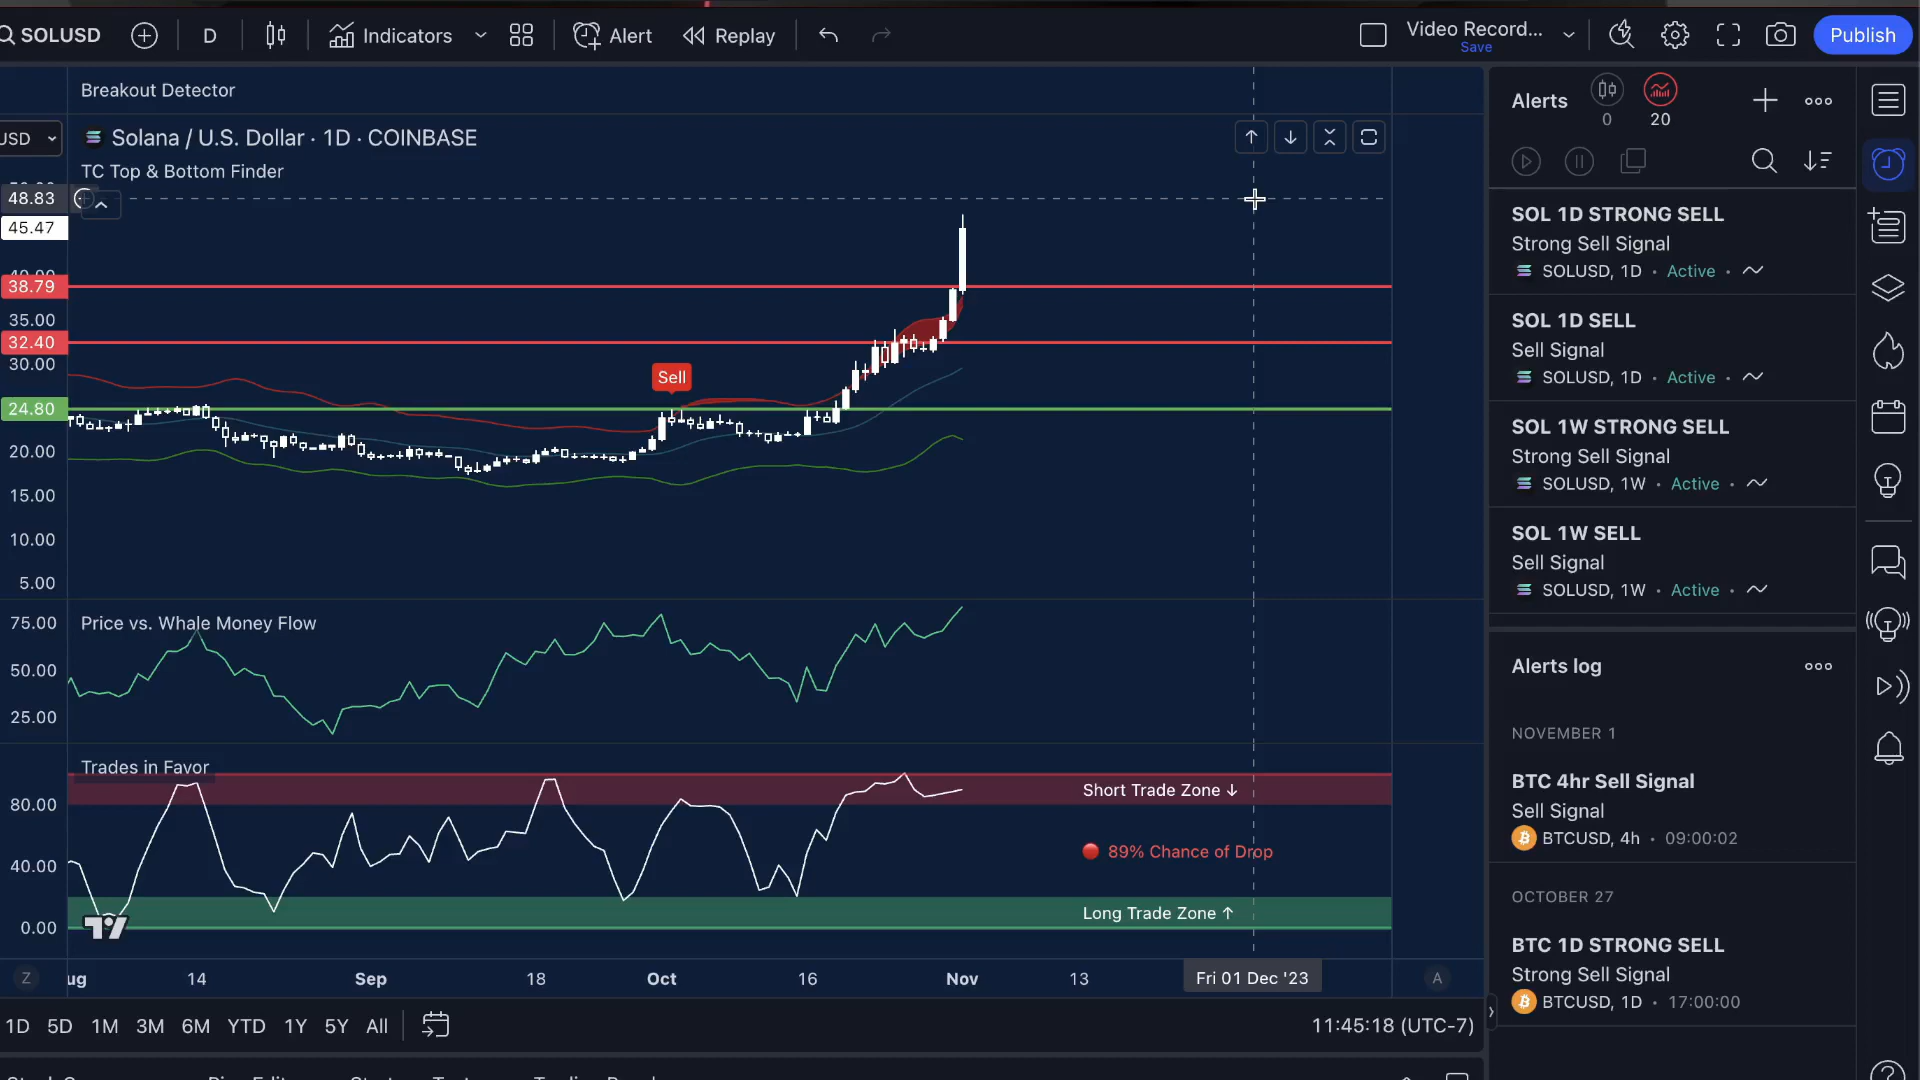 SOLUSD
D
Indicators
Alert
Replay
Video Record...
Save
Publish
Breakout Detector
USD
Solana / U.S. Dollar · 1D · COINBASE
TC Top & Bottom Finder
48.83
45.47
40.00
38.79
35.00
32.40
30.00
24.80
20.00
15.00
10.00
5.00
Sell
Price vs. Whale Money Flow
75.00
50.00
25.00
Trades in Favor
80.00
40.00
0.00
Short Trade Zone ↓
89% Chance of Drop
Long Trade Zone ↑
Z
ug
14
Sep
18
Oct
16
Nov
13
Fri 01 Dec '23
A
1D
5D
1M
3M
6M
YTD
1Y
5Y
All
11:45:18 (UTC-7)
Alerts
0
20
SOL 1D STRONG SELL
Strong Sell Signal
SOLUSD, 1D · Active ·
SOL 1D SELL
Sell Signal
SOLUSD, 1D · Active ·
SOL 1W STRONG SELL
Strong Sell Signal
SOLUSD, 1W · Active ·
SOL 1W SELL
Sell Signal
SOLUSD, 1W · Active ·
Alerts log
NOVEMBER 1
BTC 4hr Sell Signal
Sell Signal
BTCUSD, 4h · 09:00:02
OCTOBER 27
BTC 1D STRONG SELL
Strong Sell Signal
BTCUSD, 1D · 17:00:00